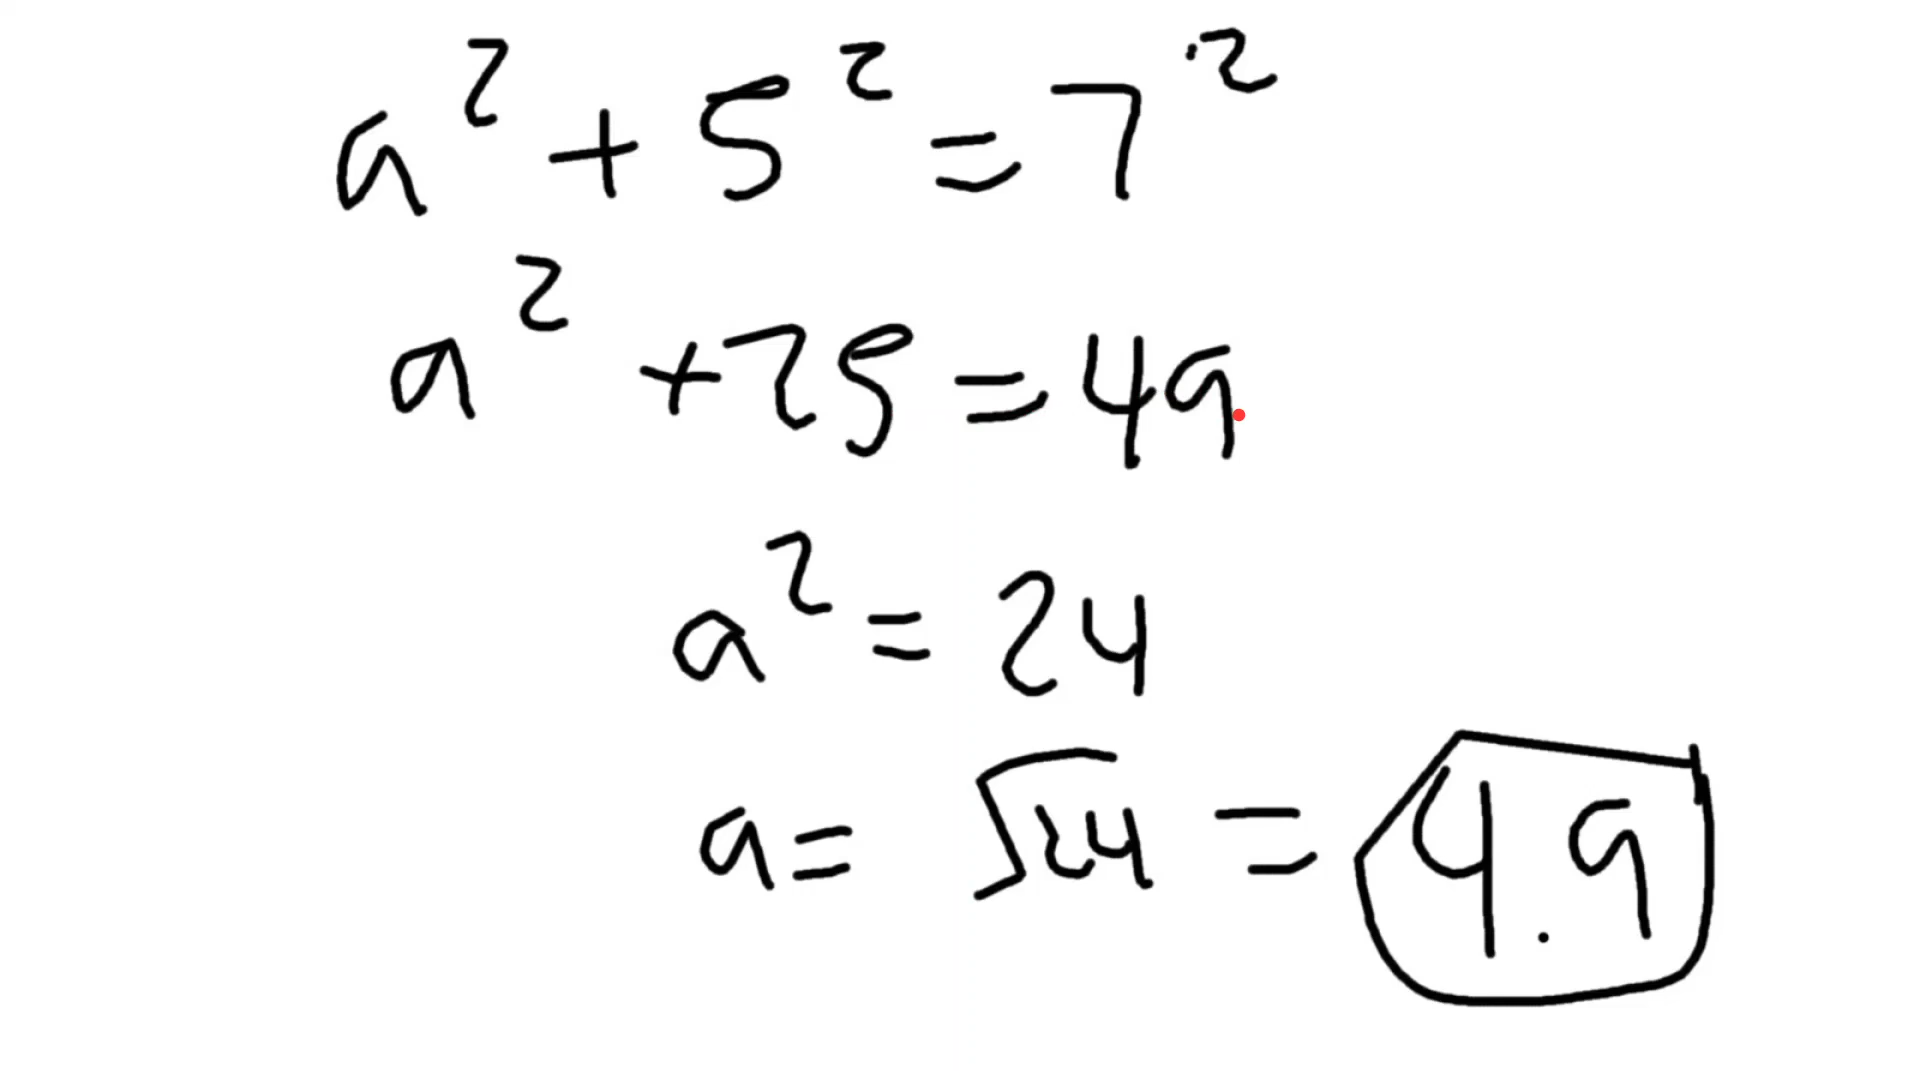 a² + 5² = 7²
a² + 25 = 49
a² = 24
a = √24 = 4.9